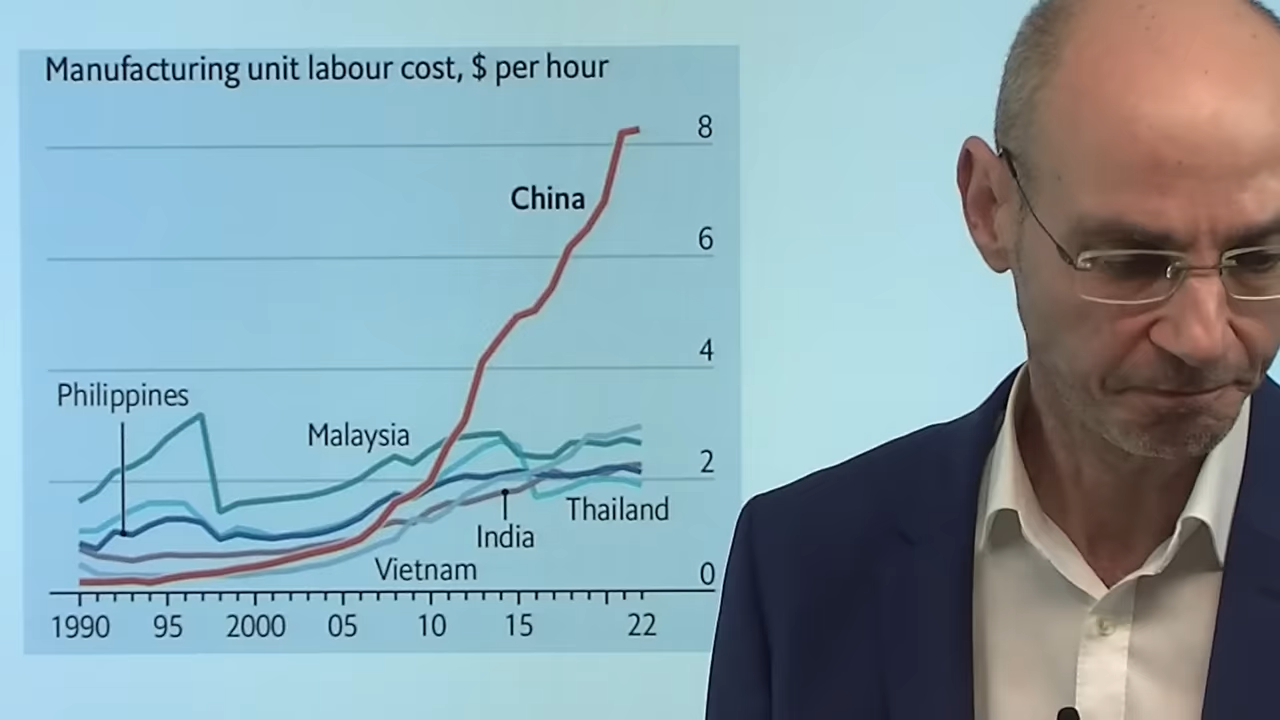 Manufacturing unit labour cost, $ per hour
8
China
6
4
Philippines
Malaysia
2
Thailand
India
Vietnam
0
1990 95 2000 05 10 15 22